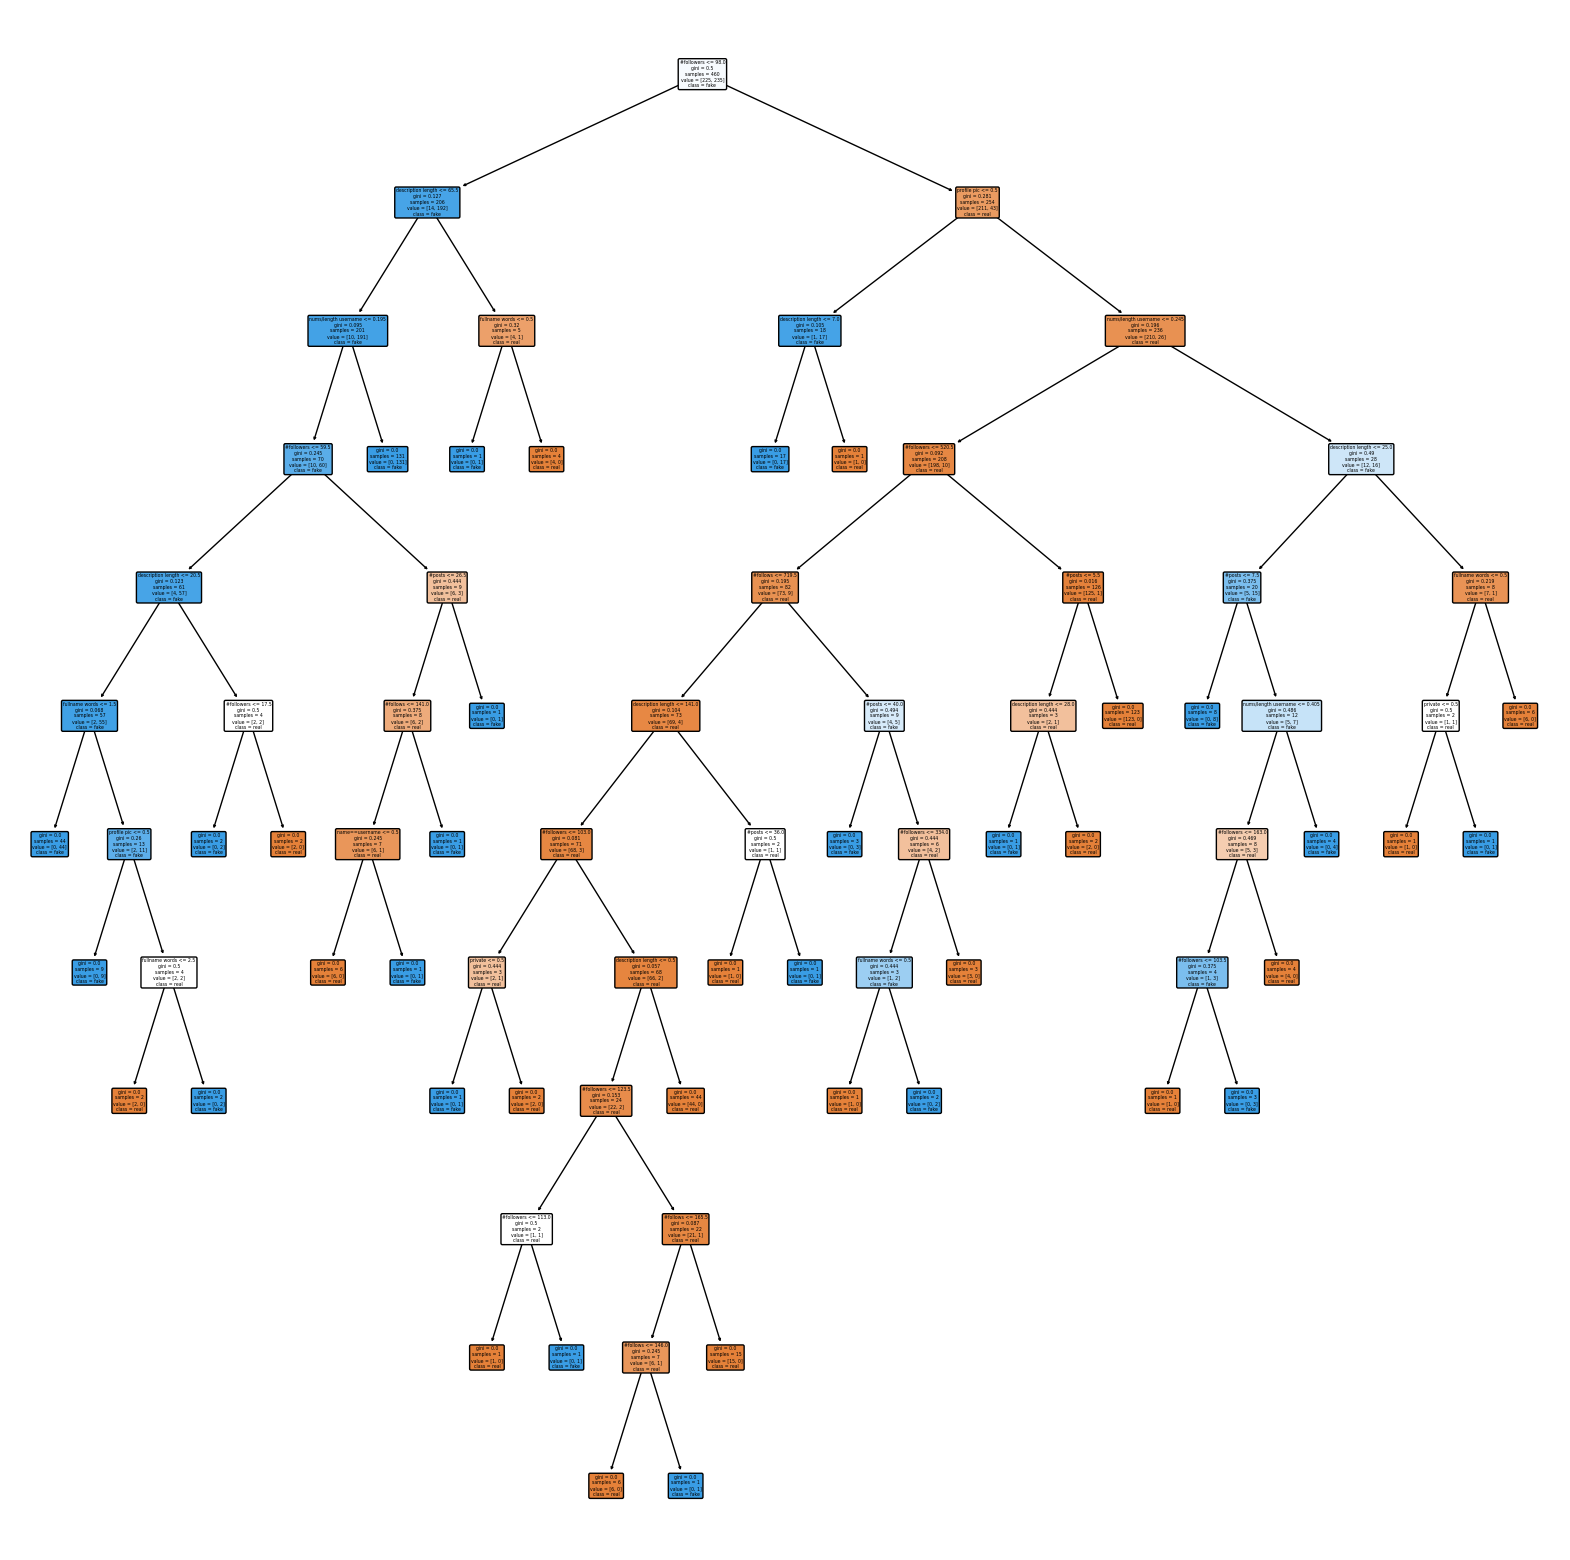 #followers <= 98.0
gini = 0.5
samples = 460
value = [225, 235]
class = fake
description length <= 65.5
gini = 0.127
samples = 206
value = [14, 192]
class = fake
profile pic <= 0.5
gini = 0.281
samples = 254
value = [211, 43]
class = real
nums/length username <= 0.195
gini = 0.095
samples = 201
value = [10, 191]
class = fake
fullname words <= 0.5
gini = 0.32
samples = 5
value = [4, 1]
class = real
description length <= 7.0
gini = 0.105
samples = 18
value = [1, 17]
class = fake
nums/length username <= 0.245
gini = 0.196
samples = 236
value = [210, 26]
class = real
#followers <= 59.5
gini = 0.245
samples = 70
value = [10, 60]
class = fake
gini = 0.0
samples = 131
value = [0, 131]
class = fake
gini = 0.0
samples = 1
value = [0, 1]
class = fake
gini = 0.0
samples = 4
value = [4, 0]
class = real
gini = 0.0
samples = 17
value = [0, 17]
class = fake
gini = 0.0
samples = 1
value = [1, 0]
class = real
#followers <= 520.5
gini = 0.092
samples = 208
value = [198, 10]
class = real
description length <= 25.0
gini = 0.49
samples = 28
value = [12, 16]
class = fake
description length <= 20.5
gini = 0.123
samples = 61
value = [4, 57]
class = fake
#posts <= 26.5
gini = 0.444
samples = 9
value = [6, 3]
class = real
#follows <= 719.5
gini = 0.195
samples = 82
value = [73, 9]
class = real
#posts <= 5.5
gini = 0.016
samples = 126
value = [125, 1]
class = real
#posts <= 7.5
gini = 0.375
samples = 20
value = [5, 15]
class = fake
fullname words <= 0.5
gini = 0.219
samples = 8
value = [7, 1]
class = real
fullname words <= 1.5
gini = 0.068
samples = 57
value = [2, 55]
class = fake
#followers <= 17.5
gini = 0.5
samples = 4
value = [2, 2]
class = real
#follows <= 141.0
gini = 0.375
samples = 8
value = [6, 2]
class = real
gini = 0.0
samples = 1
value = [0, 1]
class = fake
description length <= 141.0
gini = 0.104
samples = 73
value = [69, 4]
class = real
#posts <= 40.0
gini = 0.494
samples = 9
value = [4, 5]
class = fake
description length <= 28.0
gini = 0.444
samples = 3
value = [2, 1]
class = real
gini = 0.0
samples = 123
value = [123, 0]
class = real
gini = 0.0
samples = 8
value = [0, 8]
class = fake
nums/length username <= 0.405
gini = 0.486
samples = 12
value = [5, 7]
class = fake
private <= 0.5
gini = 0.5
samples = 2
value = [1, 1]
class = real
gini = 0.0
samples = 6
value = [6, 0]
class = real
gini = 0.0
samples = 44
value = [0, 44]
class = fake
profile pic <= 0.5
gini = 0.26
samples = 13
value = [2, 11]
class = fake
gini = 0.0
samples = 2
value = [0, 2]
class = fake
gini = 0.0
samples = 2
value = [2, 0]
class = real
name==username <= 0.5
gini = 0.245
samples = 7
value = [6, 1]
class = real
gini = 0.0
samples = 1
value = [0, 1]
class = fake
#followers <= 103.0
gini = 0.081
samples = 71
value = [68, 3]
class = real
#posts <= 36.0
gini = 0.5
samples = 2
value = [1, 1]
class = real
gini = 0.0
samples = 3
value = [0, 3]
class = fake
#followers <= 334.0
gini = 0.444
samples = 6
value = [4, 2]
class = real
gini = 0.0
samples = 1
value = [0, 1]
class = fake
gini = 0.0
samples = 2
value = [2, 0]
class = real
#followers <= 163.0
gini = 0.469
samples = 8
value = [5, 3]
class = real
gini = 0.0
samples = 4
value = [0, 4]
class = fake
gini = 0.0
samples = 1
value = [1, 0]
class = real
gini = 0.0
samples = 1
value = [0, 1]
class = fake
gini = 0.0
samples = 9
value = [0, 9]
class = fake
fullname words <= 2.5
gini = 0.5
samples = 4
value = [2, 2]
class = real
gini = 0.0
samples = 6
value = [6, 0]
class = real
gini = 0.0
samples = 1
value = [0, 1]
class = fake
private <= 0.5
gini = 0.444
samples = 3
value = [2, 1]
class = real
description length <= 0.5
gini = 0.057
samples = 68
value = [66, 2]
class = real
gini = 0.0
samples = 1
value = [1, 0]
class = real
gini = 0.0
samples = 1
value = [0, 1]
class = fake
fullname words <= 0.5
gini = 0.444
samples = 3
value = [1, 2]
class = fake
gini = 0.0
samples = 3
value = [3, 0]
class = real
#followers <= 103.5
gini = 0.375
samples = 4
value = [1, 3]
class = fake
gini = 0.0
samples = 4
value = [4, 0]
class = real
gini = 0.0
samples = 2
value = [2, 0]
class = real
gini = 0.0
samples = 2
value = [0, 2]
class = fake
gini = 0.0
samples = 1
value = [0, 1]
class = fake
gini = 0.0
samples = 2
value = [2, 0]
class = real
#followers <= 123.5
gini = 0.153
samples = 24
value = [22, 2]
class = real
gini = 0.0
samples = 44
value = [44, 0]
class = real
gini = 0.0
samples = 1
value = [1, 0]
class = real
gini = 0.0
samples = 2
value = [0, 2]
class = fake
gini = 0.0
samples = 1
value = [1, 0]
class = real
gini = 0.0
samples = 3
value = [0, 3]
class = fake
#followers <= 113.0
gini = 0.5
samples = 2
value = [1, 1]
class = real
#follows <= 165.5
gini = 0.087
samples = 22
value = [21, 1]
class = real
gini = 0.0
samples = 1
value = [1, 0]
class = real
gini = 0.0
samples = 1
value = [0, 1]
class = fake
#follows <= 146.0
gini = 0.245
samples = 7
value = [6, 1]
class = real
gini = 0.0
samples = 15
value = [15, 0]
class = real
gini = 0.0
samples = 6
value = [6, 0]
class = real
gini = 0.0
samples = 1
value = [0, 1]
class = fake